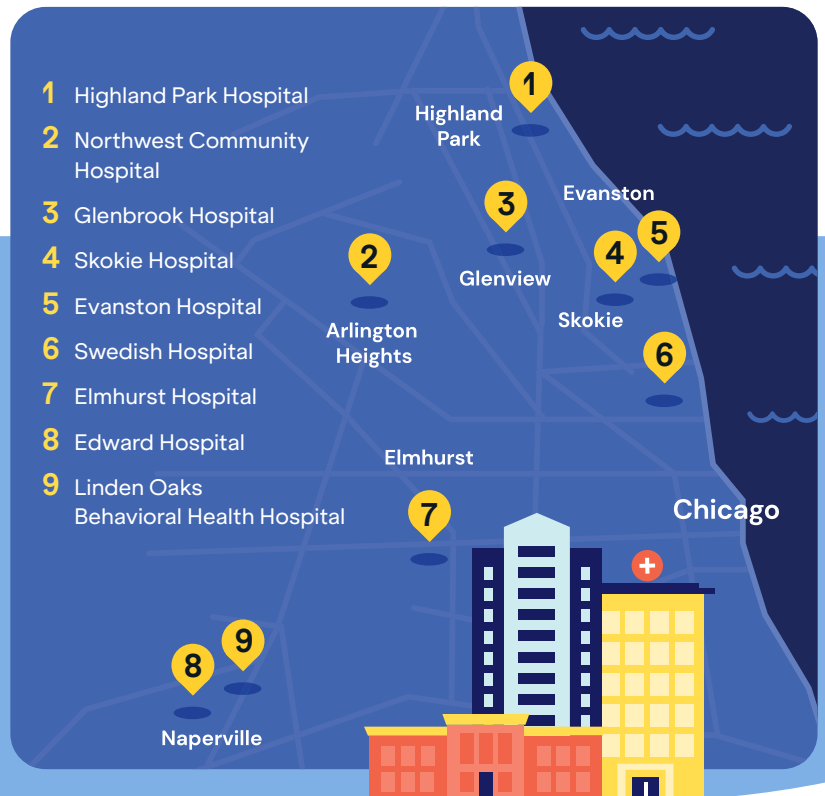 1 Highland Park Hospital
2 Northwest Community
Hospital
3 Glenbrook Hospital
4 Skokie Hospital
5 Evanston Hospital
6 Swedish Hospital
7 Elmhurst Hospital
8 Edward Hospital
9 Linden Oaks
Behavioral Health Hospital
1
Highland
Park
Evanston
3
5
4
2
Glenview
Skokie
Arlington
Heights
6
Elmhurst
7
Chicago
9
8
Naperville